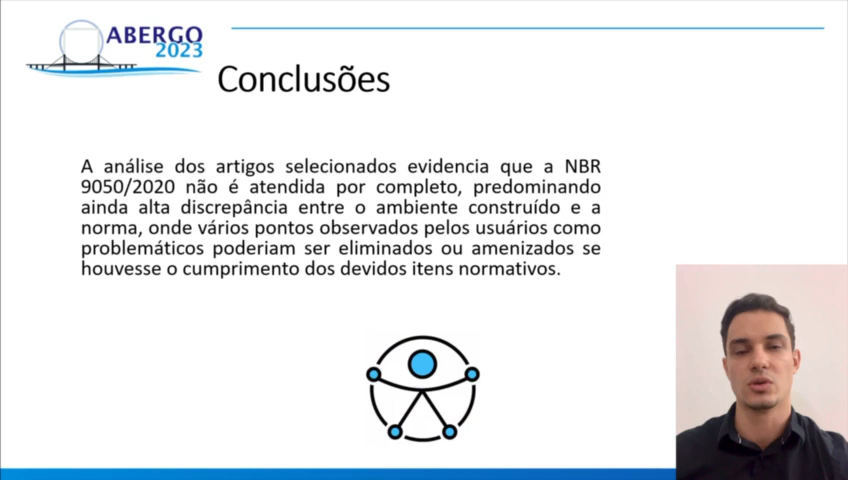 ABERGO
2023
Conclusões
A análise dos artigos selecionados evidencia que a NBR
9050/2020 não é atendida por completo, predominando
ainda alta discrepância entre o ambiente construído e a
norma, onde vários pontos observados pelos usuários como
problemáticos poderiam ser eliminados ou amenizados se
houvesse o cumprimento dos devidos itens normativos.